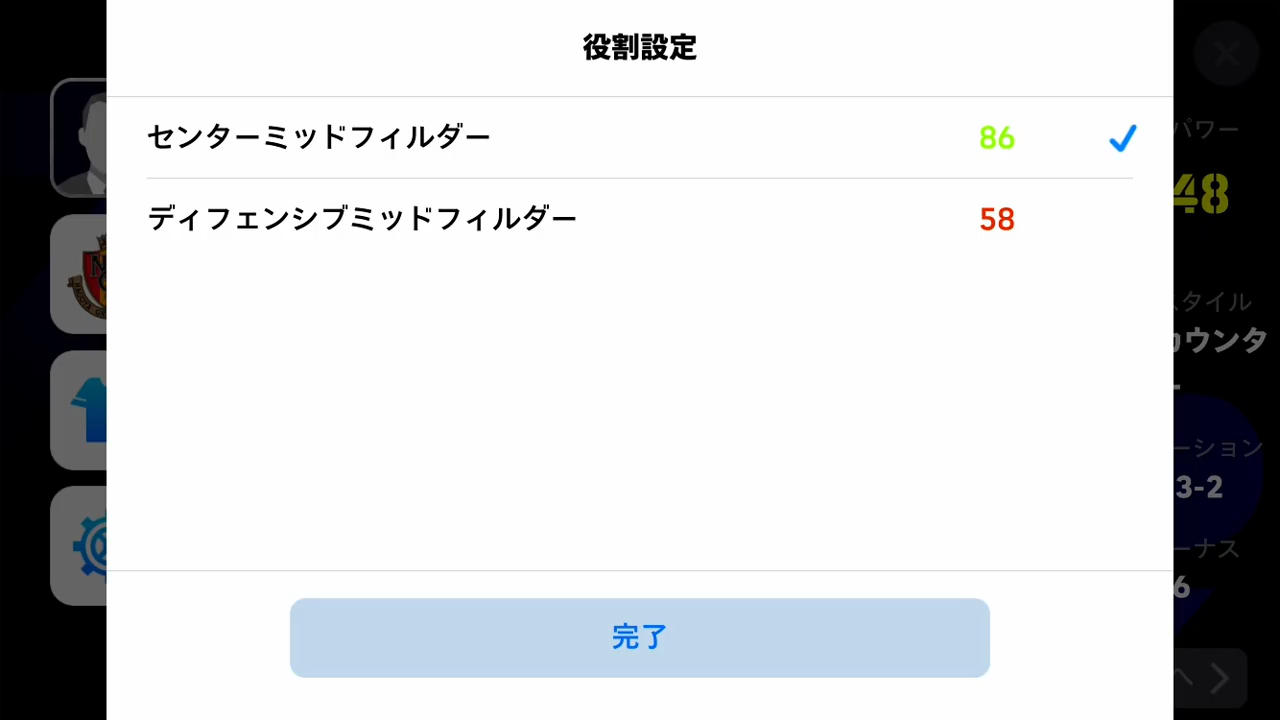 役割設定
センターミッドフィルダー 86
ディフェンシブミッドフィルダー 58
完了
パワー
48
スタイル
カウンタ
ー
ーション
3-2
ーナス
6
へ